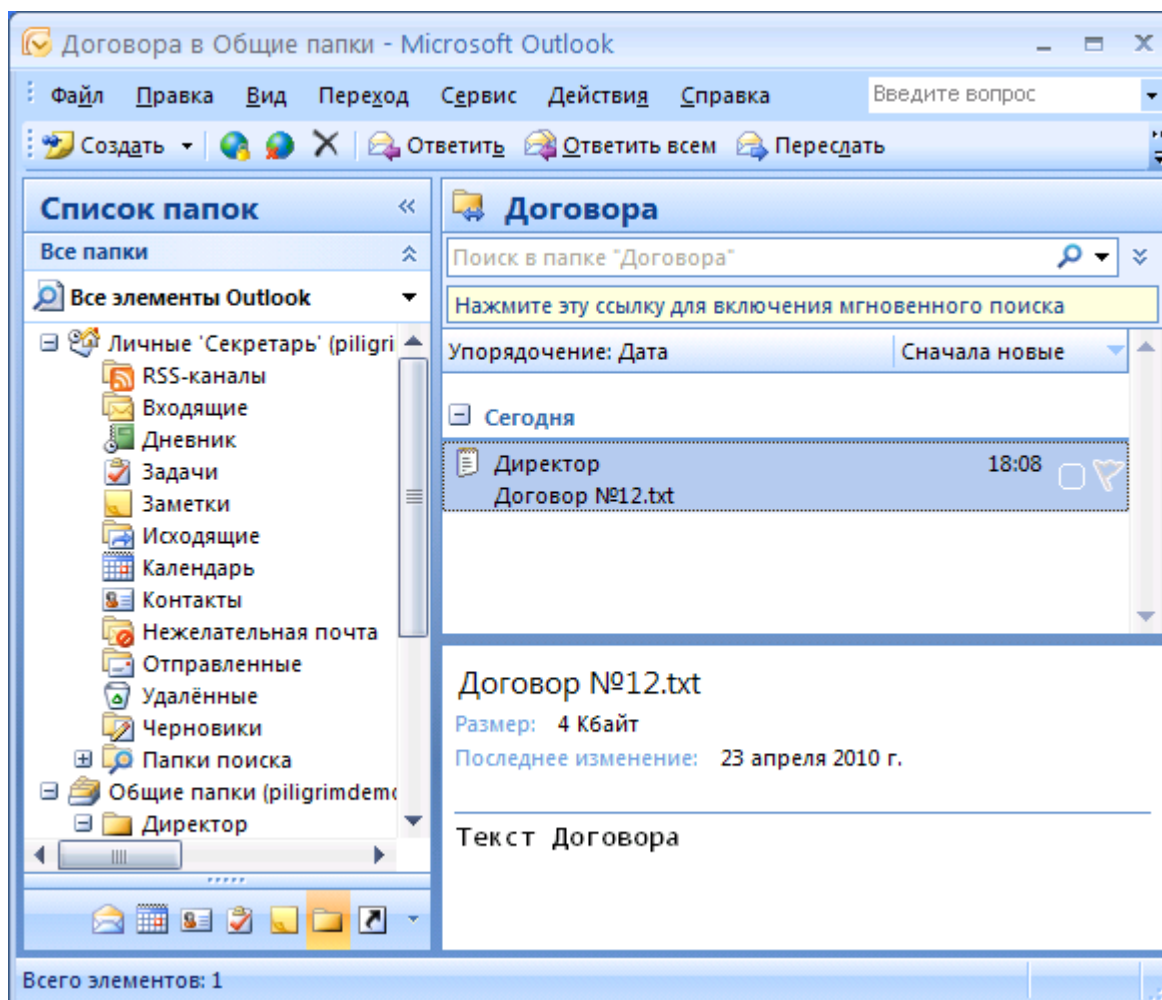 Договора в Общие папки - Microsoft Outlook
Файл Правка Вид Переход Сервис Действия Справка Введите вопрос
Создать Ответить Ответить всем Переслать
Список папок
Все папки
Все элементы Outlook
Личные 'Секретарь' (piligri
RSS-каналы
Входящие
Дневник
Задачи
Заметки
Исходящие
Календарь
Контакты
Нежелательная почта
Отправленные
Удалённые
Черновики
Папки поиска
Общие папки (piligrimdemo
Директор
Договора
Поиск в папке "Договора"
Нажмите эту ссылку для включения мгновенного поиска
Упорядочение: Дата Сначала новые
Сегодня
Директор 18:08
Договор №12.txt
Договор №12.txt
Размер: 4 Кбайт
Последнее изменение: 23 апреля 2010 г.
Текст Договора
Всего элементов: 1